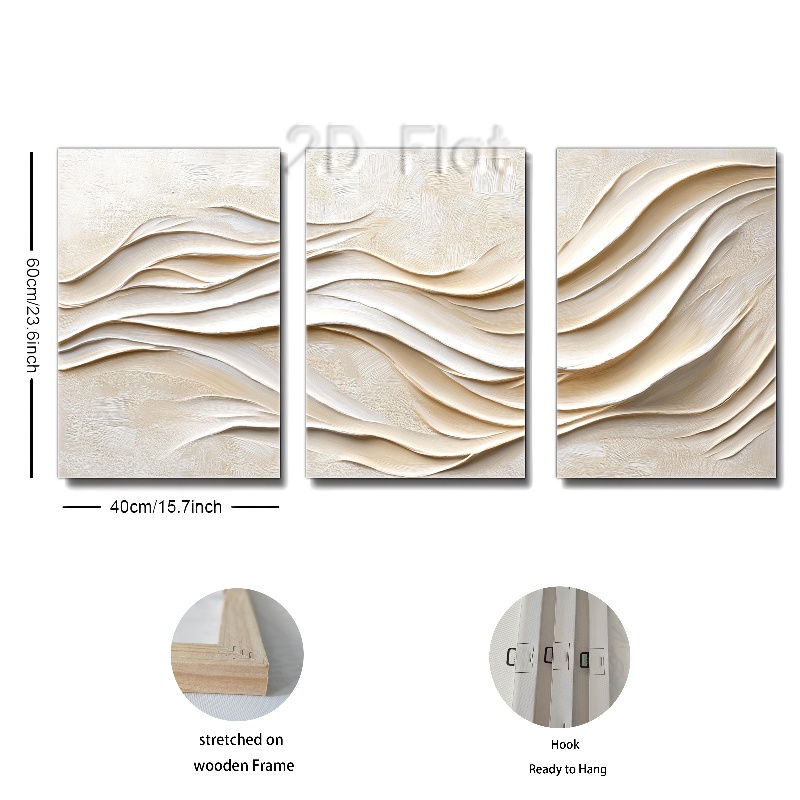 2D Flat
60cm/23.6inch
40cm/15.7inch
stretched on
wooden Frame
Hook
Ready to Hang